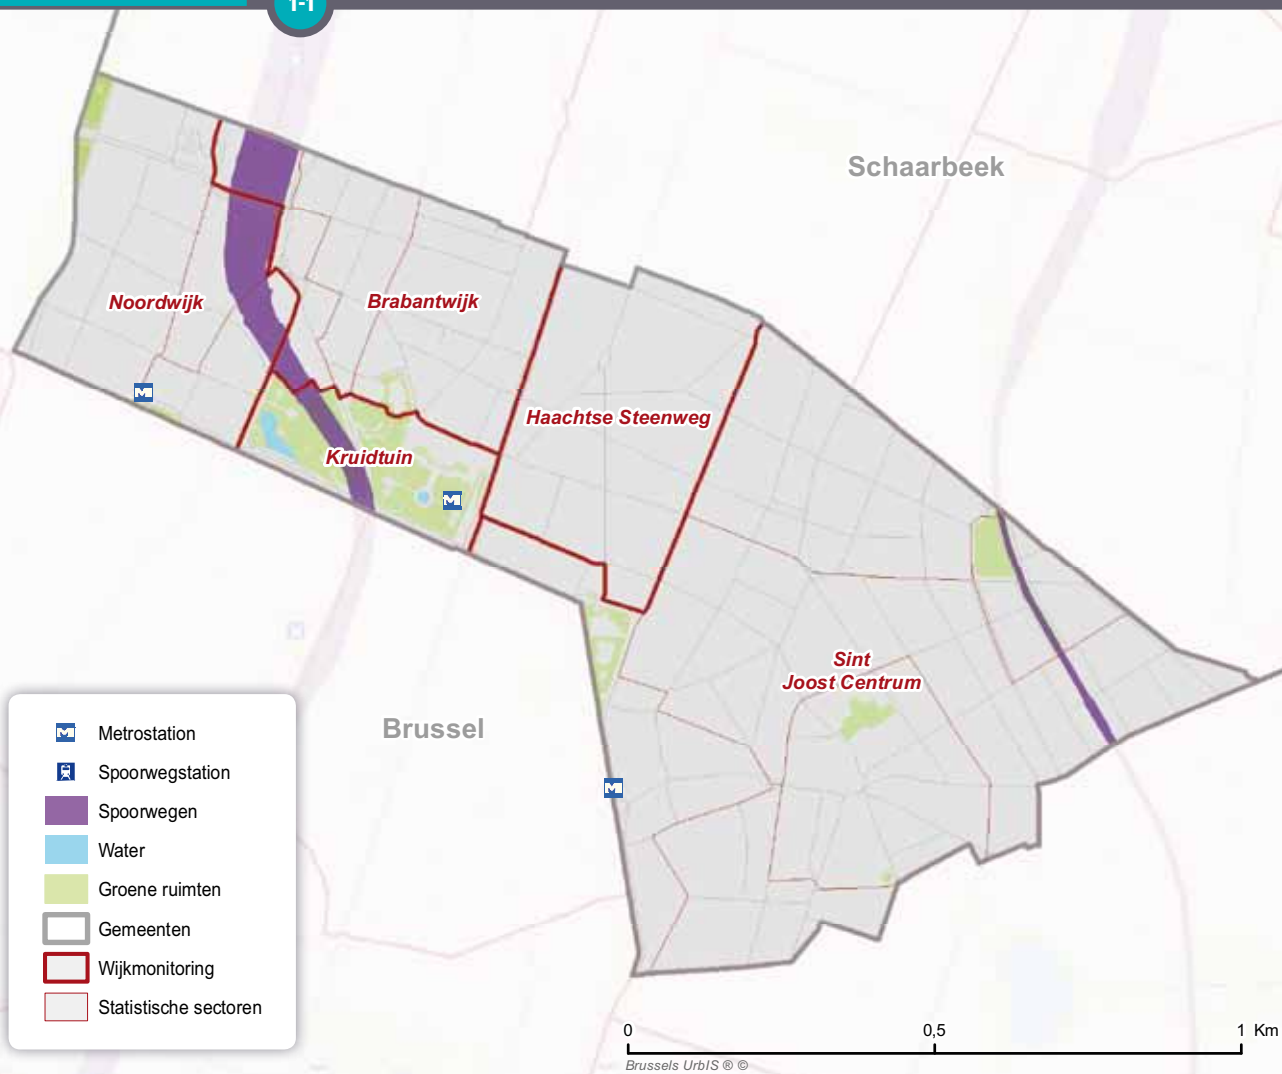 1-1
Schaarbeek
Noordwijk
Brabantwijk
Haachtse Steenweg
Kruidtuin
Sint
Joost Centrum
Brussel
Metrostation
Spoorwegstation
Spoorwegen
Water
Groene ruimten
Gemeenten
Wijkmonitoring
Statistische sectoren
0 0,5 1 Km
Brussels UrbIS ® ©